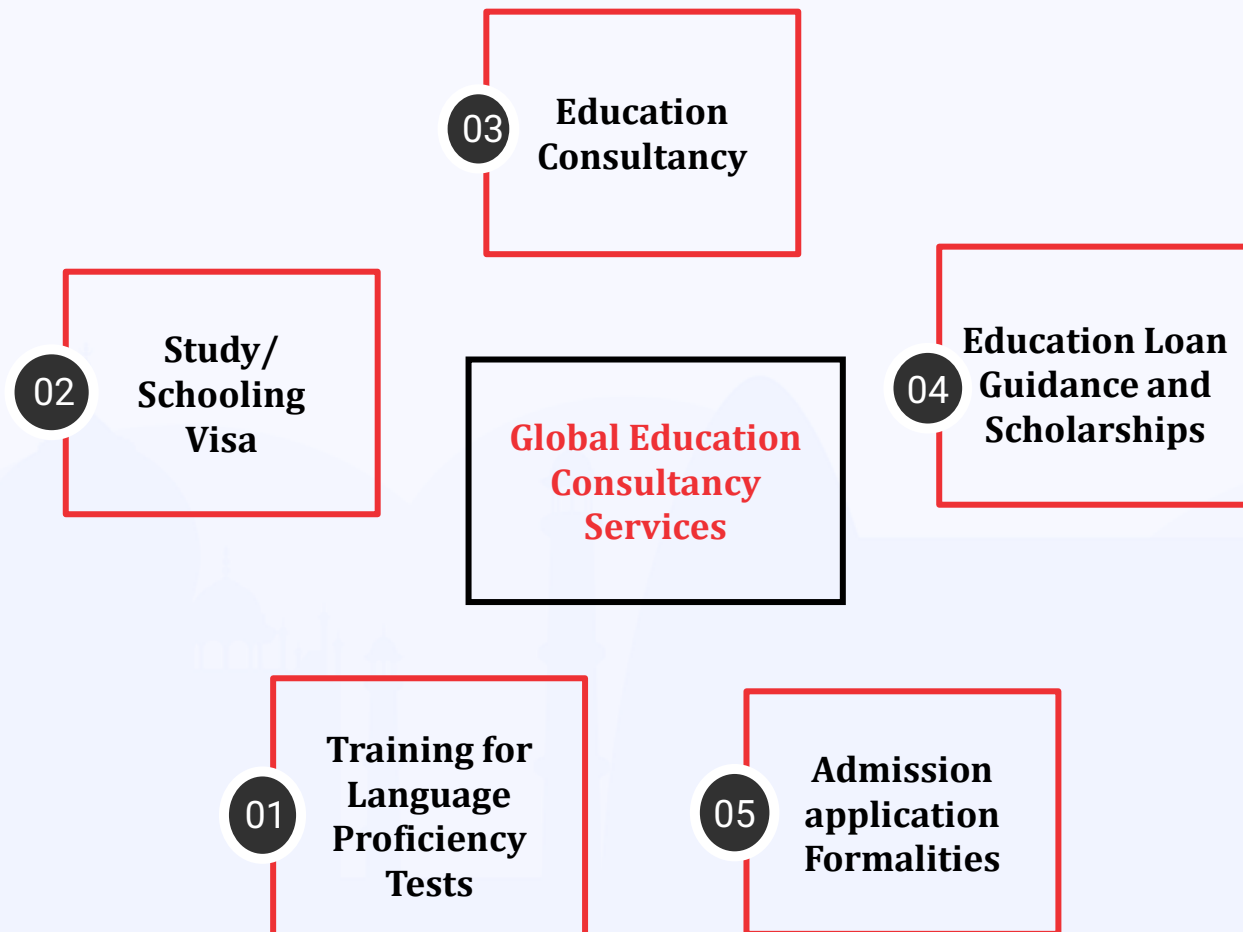 03
Education
Consultancy
02
Study/
Schooling
Visa
04
Education Loan
Guidance and
Scholarships
Global Education
Consultancy
Services
01
Training for
Language
Proficiency
Tests
05
Admission
application
Formalities